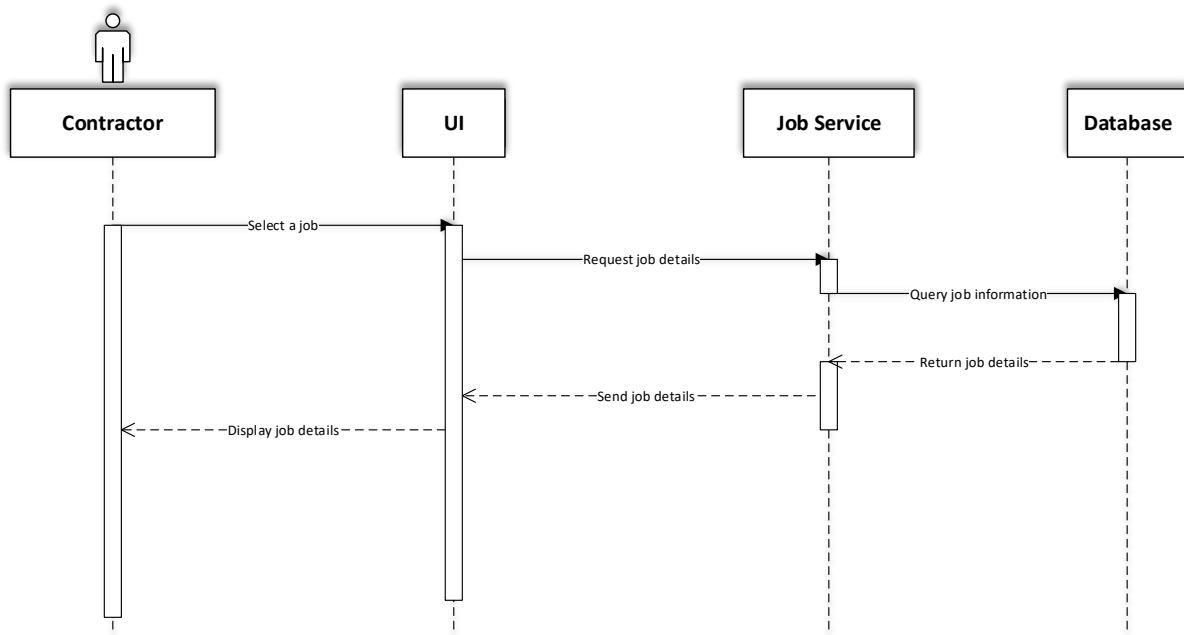 Contractor
UI
Job Service
Database
Select a job
Request job details
Query job information
Return job details
Send job details
Display job details